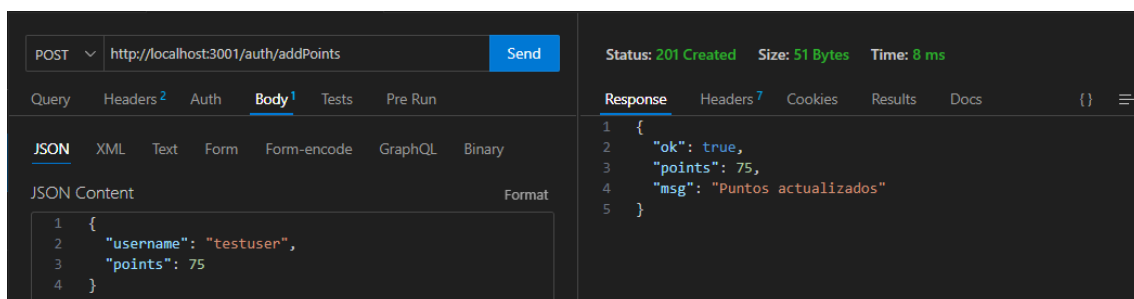 POST http://localhost:3001/auth/addPoints Send
Query Headers 2 Auth Body 1 Tests Pre Run
JSON XML Text Form Form-encode GraphQL Binary
JSON Content Format
1 {
2 "username": "testuser",
3 "points": 75
4 }
Status: 201 Created Size: 51 Bytes Time: 8 ms
Response Headers 7 Cookies Results Docs { }
1 {
2 "ok": true,
3 "points": 75,
4 "msg": "Puntos actualizados"
5 }